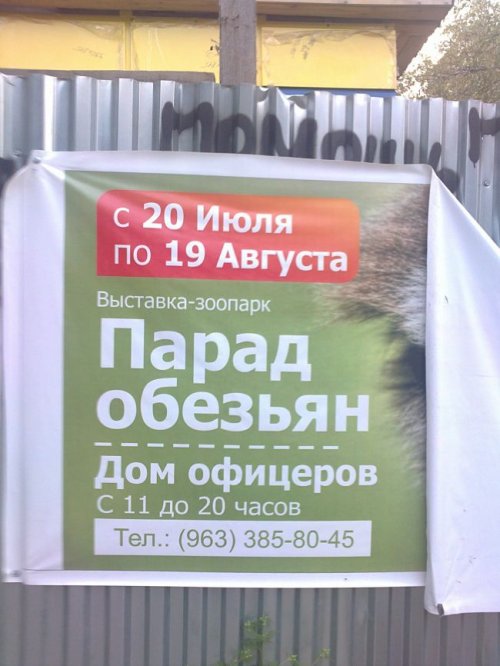 с 20 Июля
по 19 Августа
Выставка-зоопарк
Парад
обезьян
Дом офицеров
С 11 до 20 часов
Тел.: (963) 385-80-45